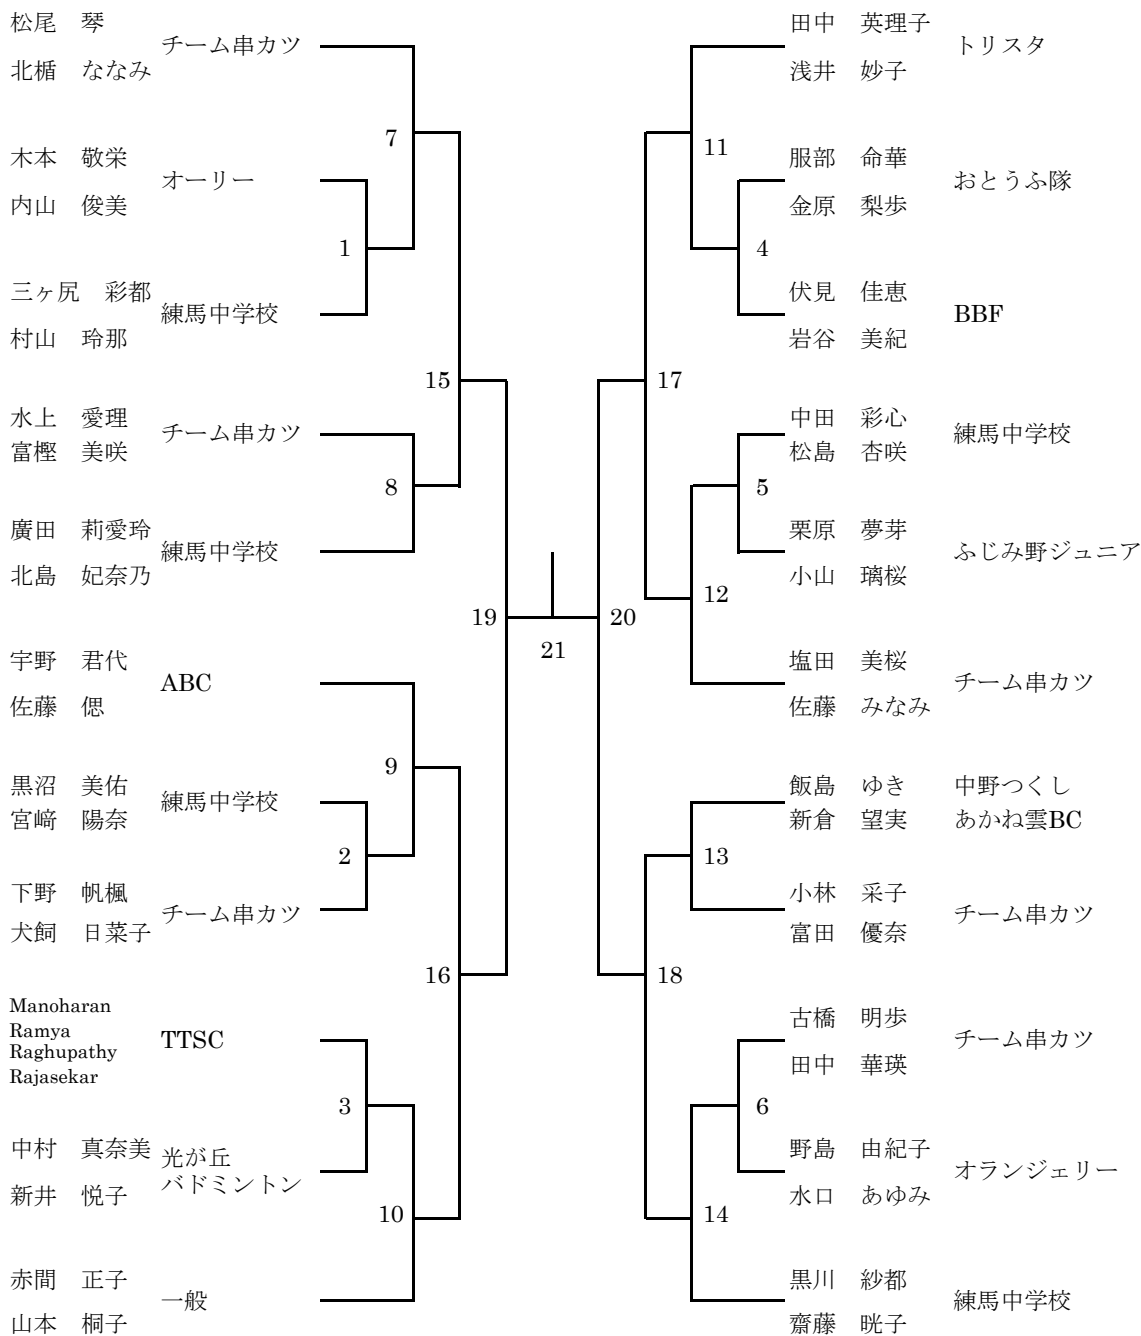 松尾　琴
チーム串カツ
北楯　ななみ
7
木本　敬栄
オーリー
内山　俊美
1
三ヶ尻　彩都
練馬中学校
村山　玲那
15
水上　愛理
チーム串カツ
富樫　美咲
8
廣田　莉愛玲
練馬中学校
北島　妃奈乃
19
宇野　君代
ABC
佐藤　偲
9
黒沼　美佑
練馬中学校
宮﨑　陽奈
2
下野　帆楓
チーム串カツ
犬飼　日菜子
16
Manoharan
Ramya
TTSC
Raghupathy
Rajasekar
3
中村　真奈美
光が丘
バドミントン
新井　悦子
10
赤間　正子
一般
山本　桐子
21
田中　英理子
トリスタ
浅井　妙子
11
服部　命華
おとうふ隊
金原　梨歩
4
伏見　佳恵
BBF
岩谷　美紀
17
中田　彩心
練馬中学校
松島　杏咲
5
栗原　夢芽
ふじみ野ジュニア
小山　璃桜
12
20
塩田　美桜
チーム串カツ
佐藤　みなみ
飯島　ゆき　中野つくし
新倉　望実　あかね雲BC
13
小林　采子
チーム串カツ
富田　優奈
18
古橋　明歩
チーム串カツ
田中　華瑛
6
野島　由紀子
オランジェリー
水口　あゆみ
14
黒川　紗都
練馬中学校
齋藤　晄子